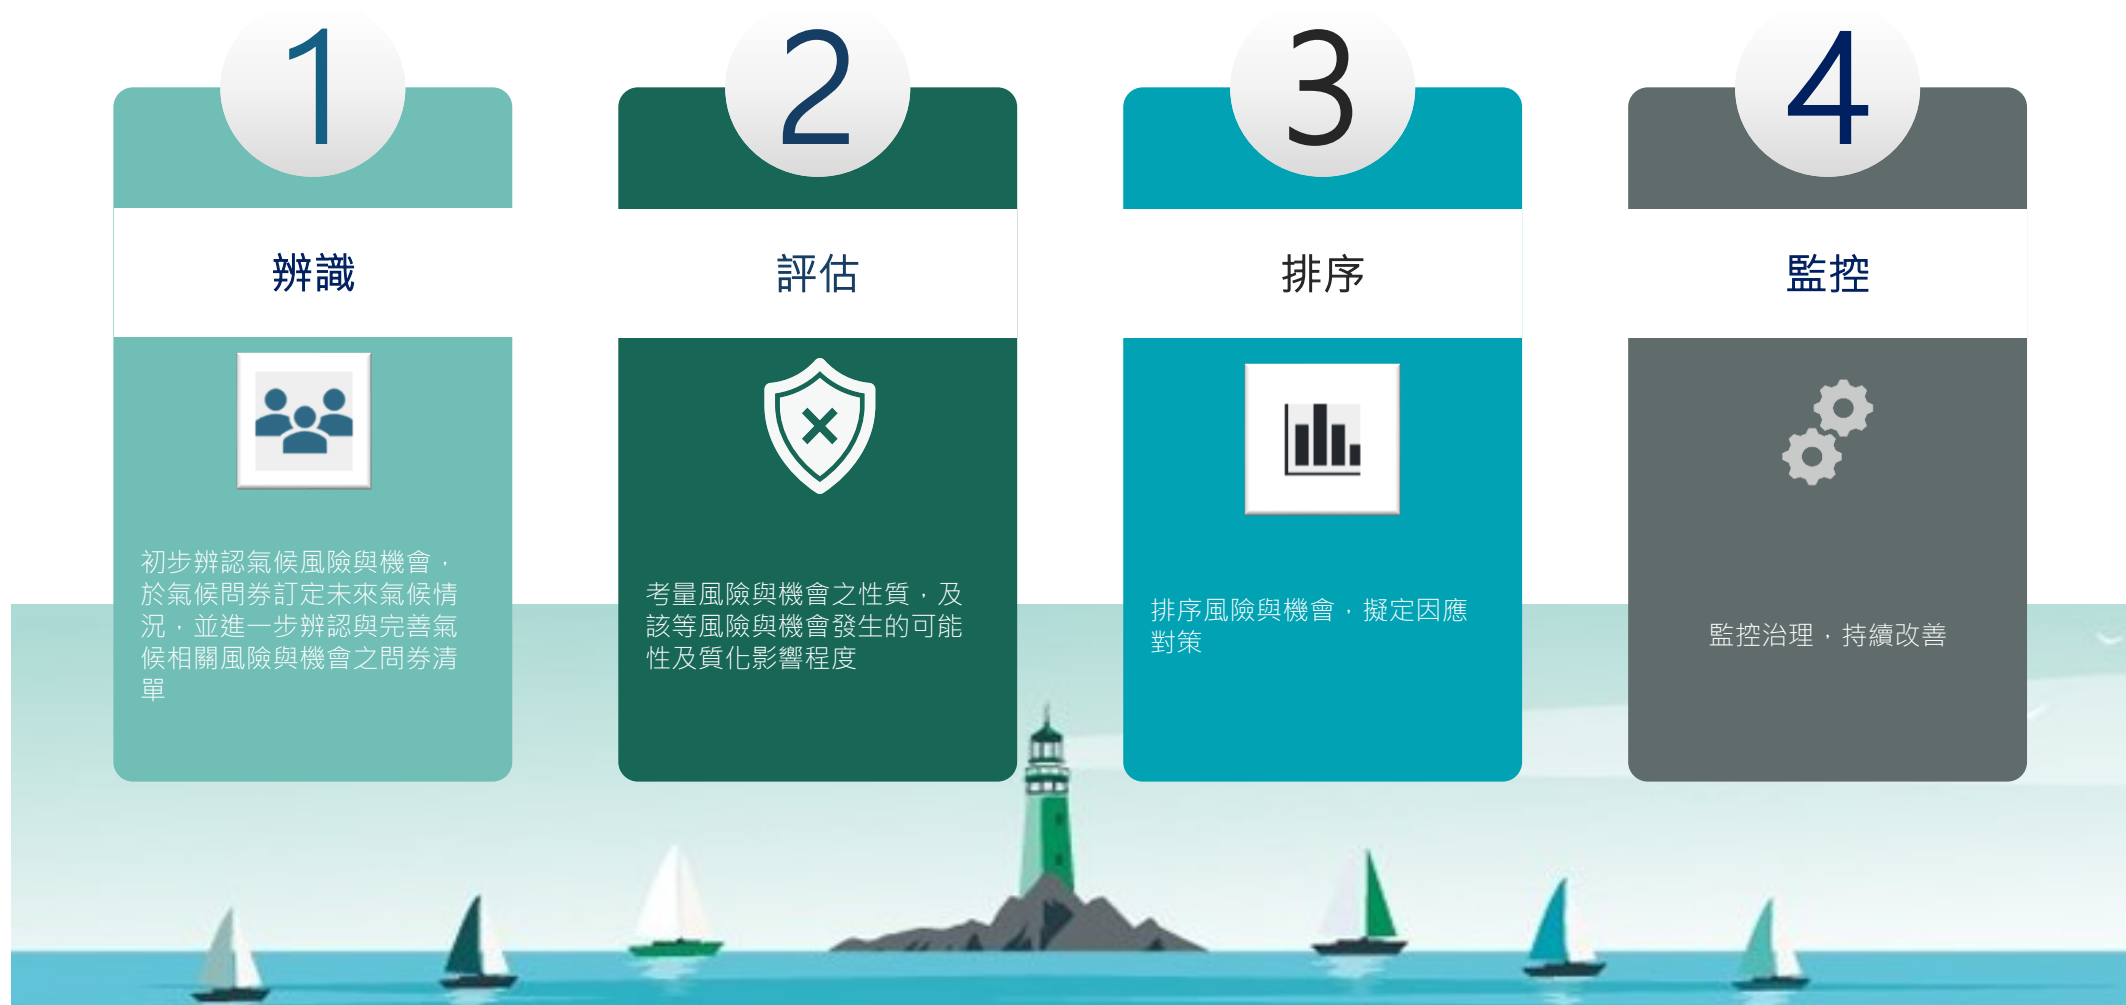 1
辨識
初步辨認氣候風險與機會，
於氣候問券訂定未來氣候情
況，並進一步辨認與完善氣
候相關風險與機會之問券清
單
2
評估
考量風險與機會之性質，及
該等風險與機會發生的可能
性及質化影響程度
3
排序
排序風險與機會，擬定因應
對策
4
監控
監控治理，持續改善